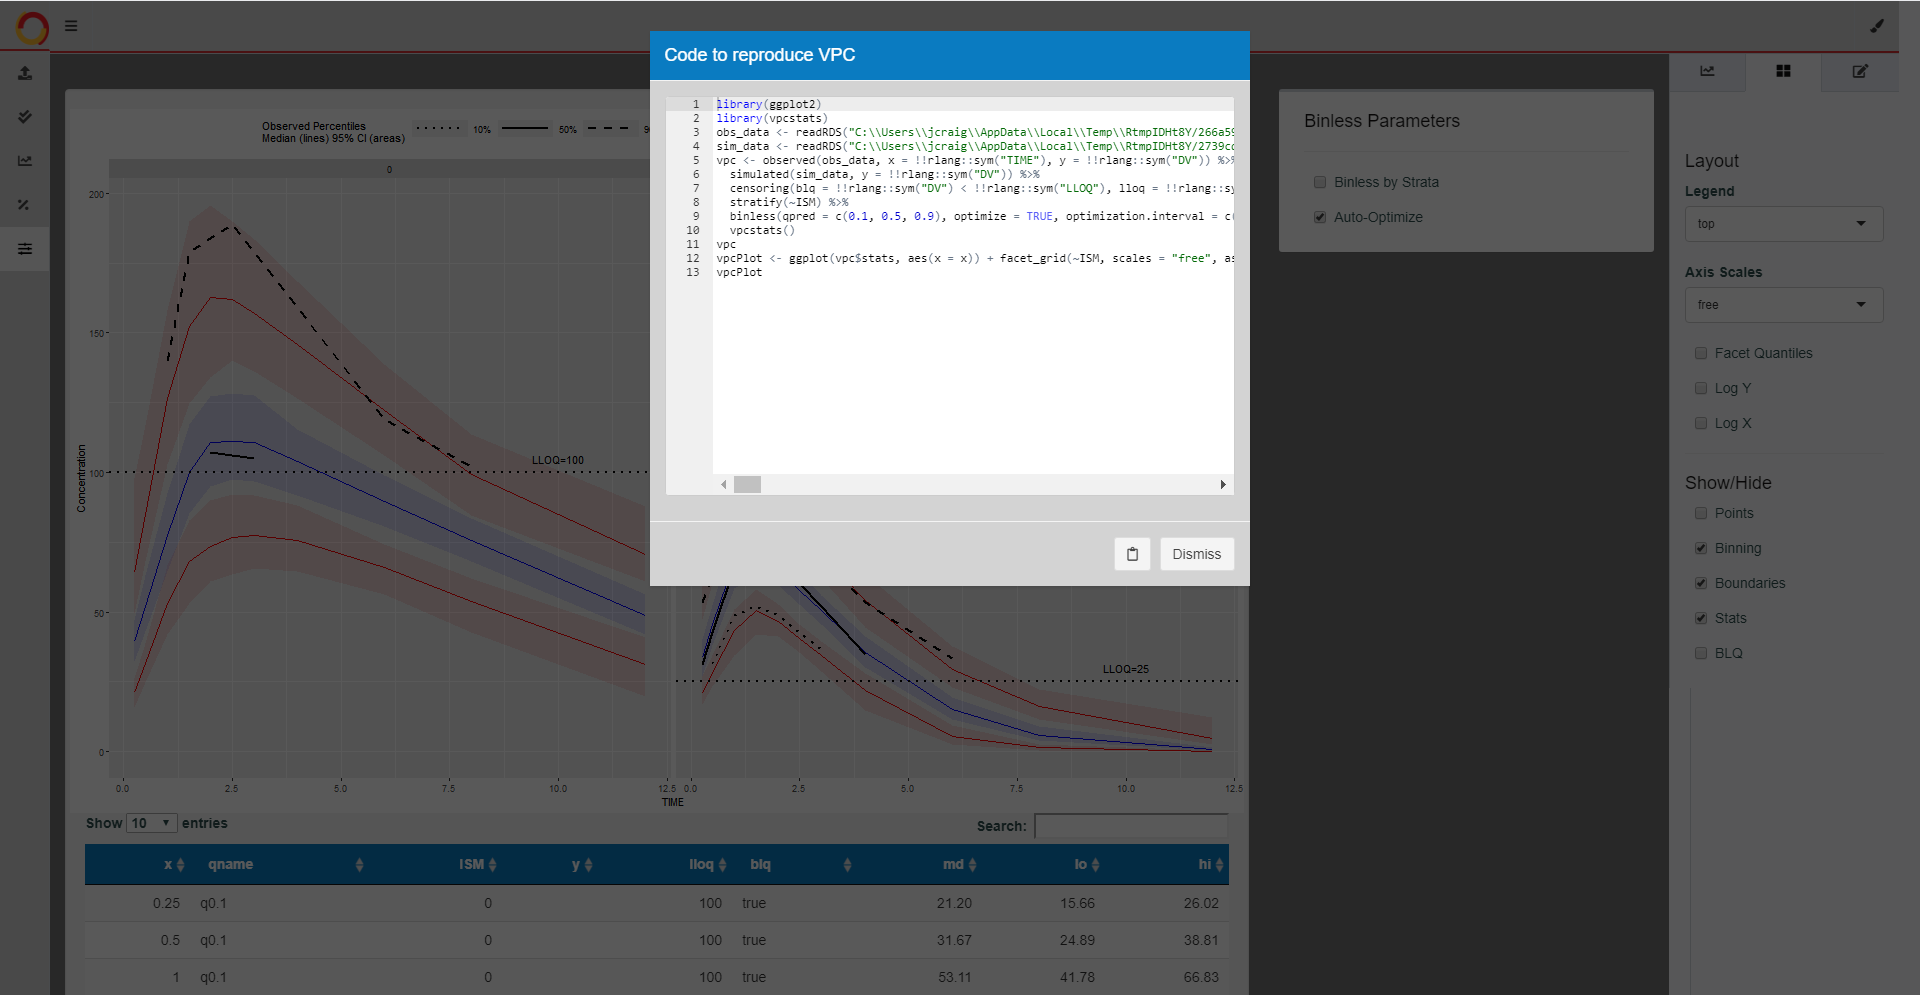 Code to reproduce VPC
1 library(ggplot2)
2 library(vpcstats)
3 obs_data <- readRDS("C:\\Users\\jcraig\\AppData\\Local\\Temp\\RtmpIDHt8Y/266a59
4 sim_data <- readRDS("C:\\Users\\jcraig\\AppData\\Local\\Temp\\RtmpIDHt8Y/2739cc
5 vpc <- observed(obs_data, x = !!rlang::sym("TIME"), y = !!rlang::sym("DV")) %>%
6 simulated(sim_data, y = !!rlang::sym("DV")) %>%
7 censoring(blq = !!rlang::sym("DV") < !!rlang::sym("LLOQ"), lloq = !!rlang::sy
8 stratify(~ISM) %>%
9 binless(qpred = c(0.1, 0.5, 0.9), optimize = TRUE, optimization.interval = c(
10 vpcstats()
11 vpc
12 vpcPlot <- ggplot(vpc$stats, aes(x = x)) + facet_grid(~ISM, scales = "free", as
13 vpcPlot
Dismiss
Observed Percentiles 10% 50% 9
Median (lines) 95% CI (areas)
0
200
150
100
50
0
Concentration
LLOQ=100
LLOQ=25
0.0 2.5 5.0 7.5 10.0 12.5 0.0 2.5 5.0 7.5 10.0 12.5
TIME
Show 10 entries
Search:
x qname ISM y lloq blq md lo hi
0.25 q0.1 0 100 true 21.20 15.66 26.02
0.5 q0.1 0 100 true 31.67 24.89 38.81
1 q0.1 0 100 true 53.11 41.78 66.83
Binless Parameters
Binless by Strata
Auto-Optimize
Layout
Legend
top
Axis Scales
free
Facet Quantiles
Log Y
Log X
Show/Hide
Points
Binning
Boundaries
Stats
BLQ